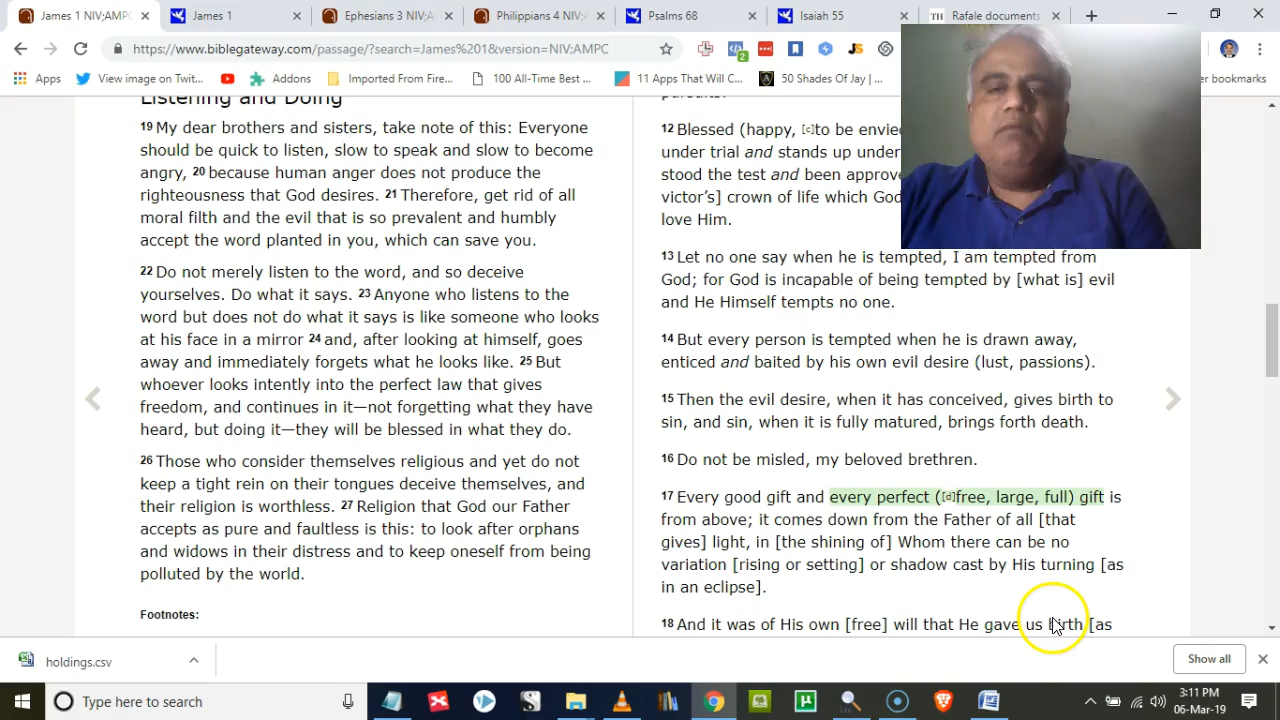 James 1 NIV;AMPC
James 1
Ephesians 3 NIV;AMP
Philippians 4 NIV;
Psalms 68
Isaiah 55
TH Rafale documents
https://www.biblegateway.com/passage/?search=James%201&version=NIV;AMPC
2
JS
Apps
View image on Twit...
Addons
Imported From Fire...
100 All-Time Best ...
11 Apps That Will C...
50 Shades Of Jay |...
er bookmarks
Listening and Doing
19 My dear brothers and sisters, take note of this: Everyone
should be quick to listen, slow to speak and slow to become
angry, 20 because human anger does not produce the
righteousness that God desires. 21 Therefore, get rid of all
moral filth and the evil that is so prevalent and humbly
accept the word planted in you, which can save you.
22 Do not merely listen to the word, and so deceive
yourselves. Do what it says. 23 Anyone who listens to the
word but does not do what it says is like someone who looks
at his face in a mirror 24 and, after looking at himself, goes
away and immediately forgets what he looks like. 25 But
whoever looks intently into the perfect law that gives
freedom, and continues in it—not forgetting what they have
heard, but doing it—they will be blessed in what they do.
26 Those who consider themselves religious and yet do not
keep a tight rein on their tongues deceive themselves, and
their religion is worthless. 27 Religion that God our Father
accepts as pure and faultless is this: to look after orphans
and widows in their distress and to keep oneself from being
polluted by the world.
Footnotes:
12 Blessed (happy, [c]to be envie
under trial and stands up under
stood the test and been approve
victor's] crown of life which God
love Him.
13 Let no one say when he is tempted, I am tempted from
God; for God is incapable of being tempted by [what is] evil
and He Himself tempts no one.
14 But every person is tempted when he is drawn away,
enticed and baited by his own evil desire (lust, passions).
15 Then the evil desire, when it has conceived, gives birth to
sin, and sin, when it is fully matured, brings forth death.
16 Do not be misled, my beloved brethren.
17 Every good gift and every perfect ([d]free, large, full) gift is
from above; it comes down from the Father of all [that
gives] light, in [the shining of] Whom there can be no
variation [rising or setting] or shadow cast by His turning [as
in an eclipse].
18 And it was of His own [free] will that He gave us birth [as
holdings.csv
Show all
Type here to search
3:11 PM
06-Mar-19